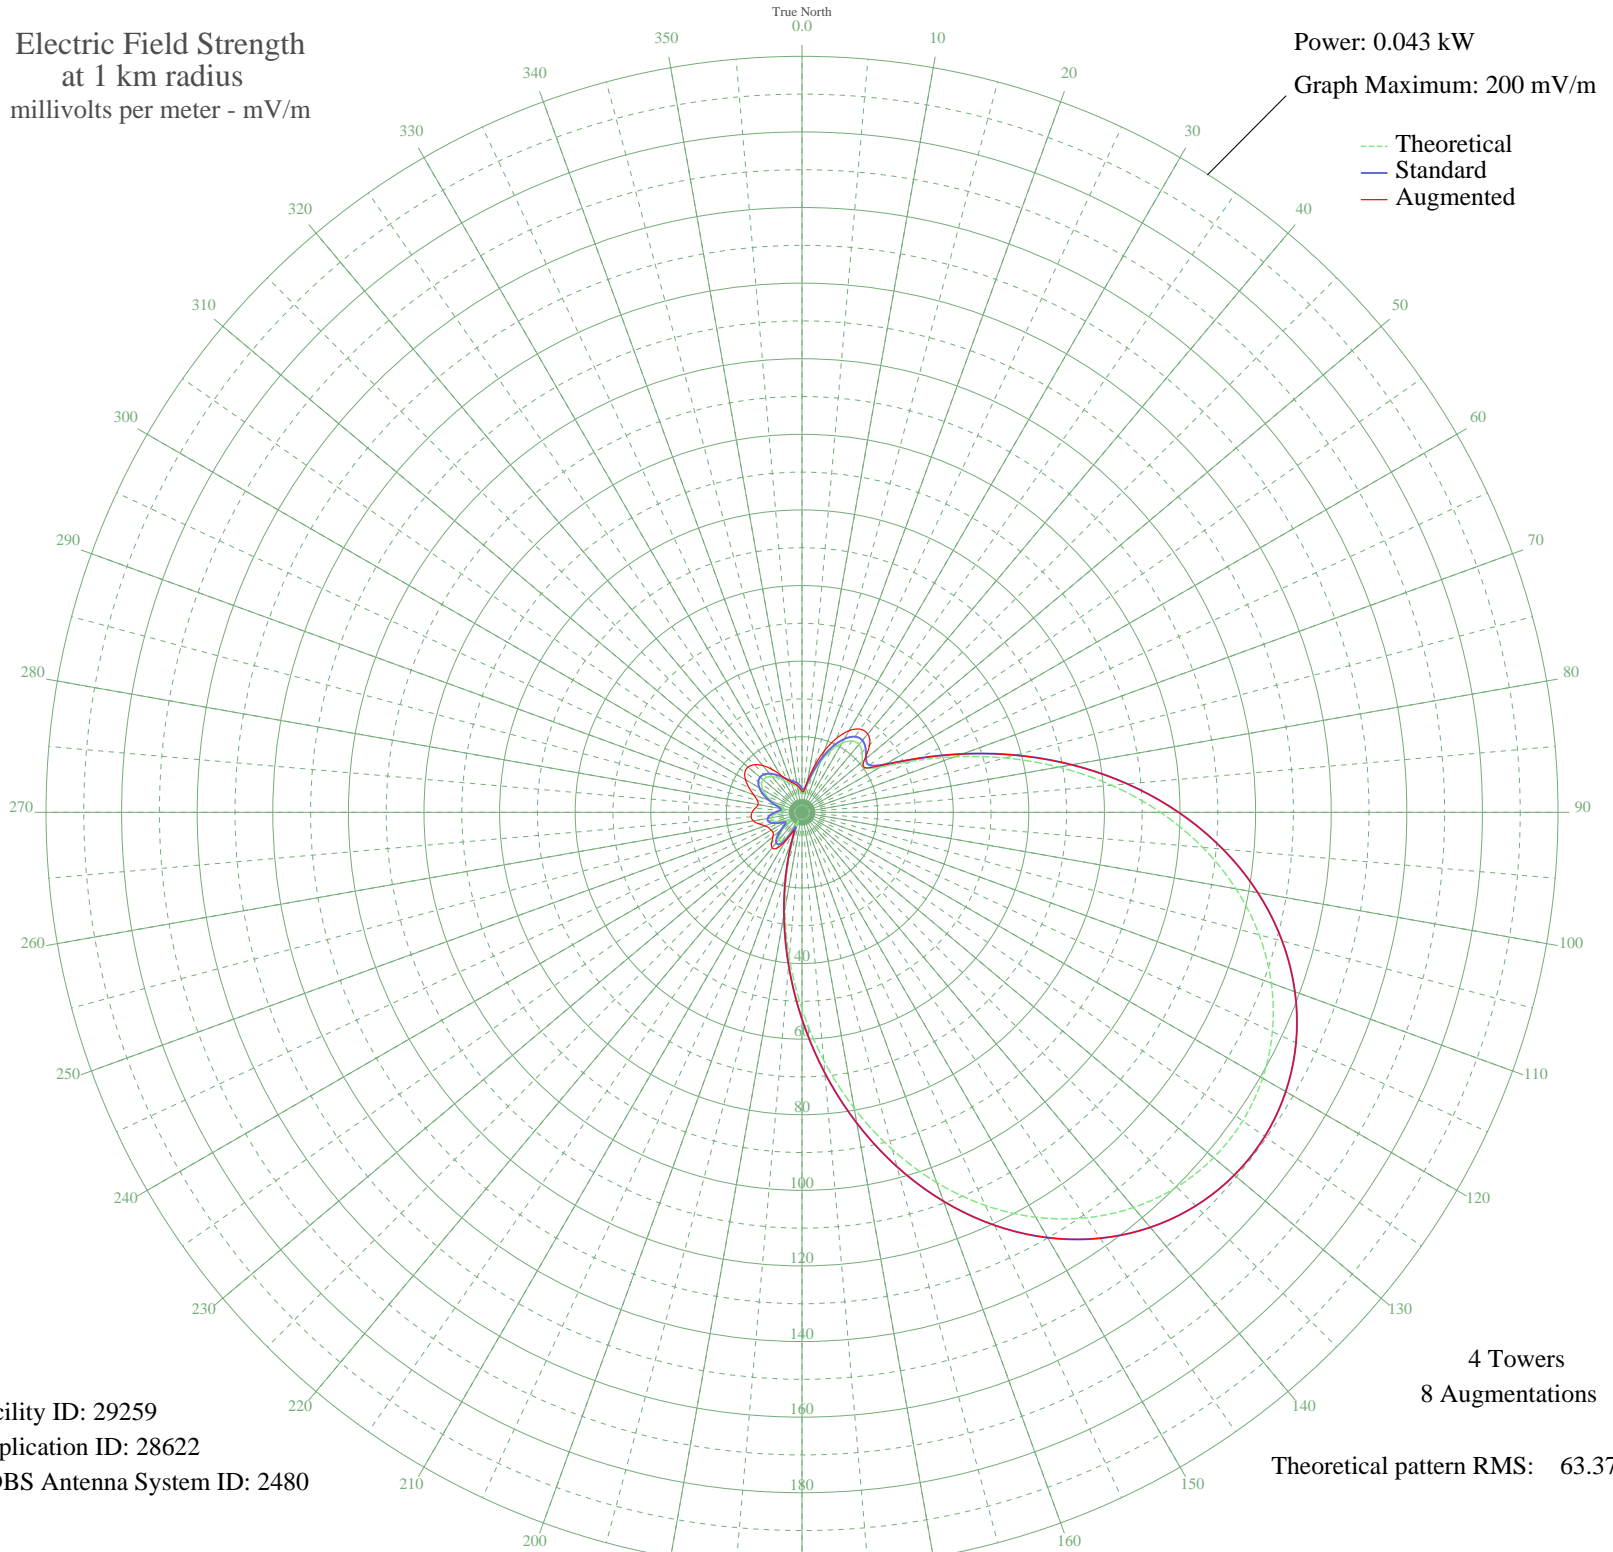 True North
0.0
Electric Field Strength
at 1 km radius
millivolts per meter - mV/m
Power: 0.043 kW
Graph Maximum: 200 mV/m
Theoretical
Standard
Augmented
10
20
30
40
50
60
70
80
90
100
110
120
130
140
150
160
200
210
220
230
240
250
260
270
280
290
300
310
320
330
340
350
40
60
80
100
120
140
160
180
4 Towers
8 Augmentations
Theoretical pattern RMS: 63.37
cility ID: 29259
plication ID: 28622
DBS Antenna System ID: 2480